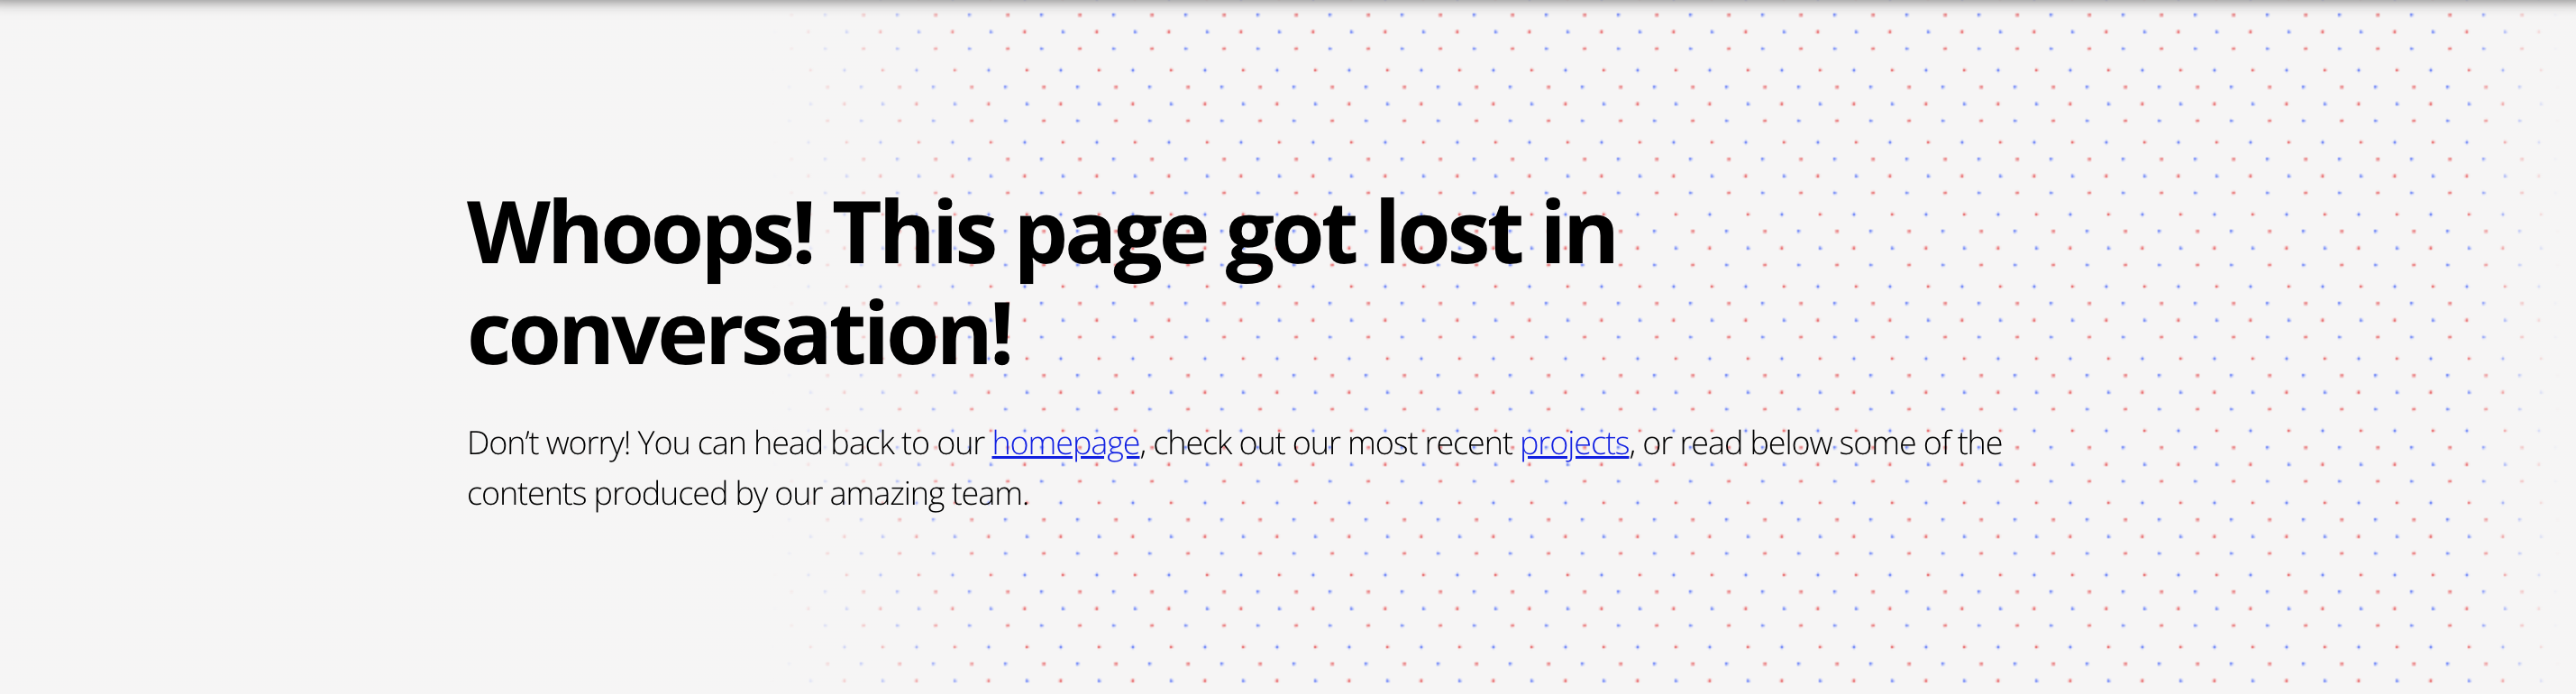 Whoops! This page got lost in
conversation!
Don’t worry! You can head back to our homepage, check out our most recent projects, or read below some of the
contents produced by our amazing team.